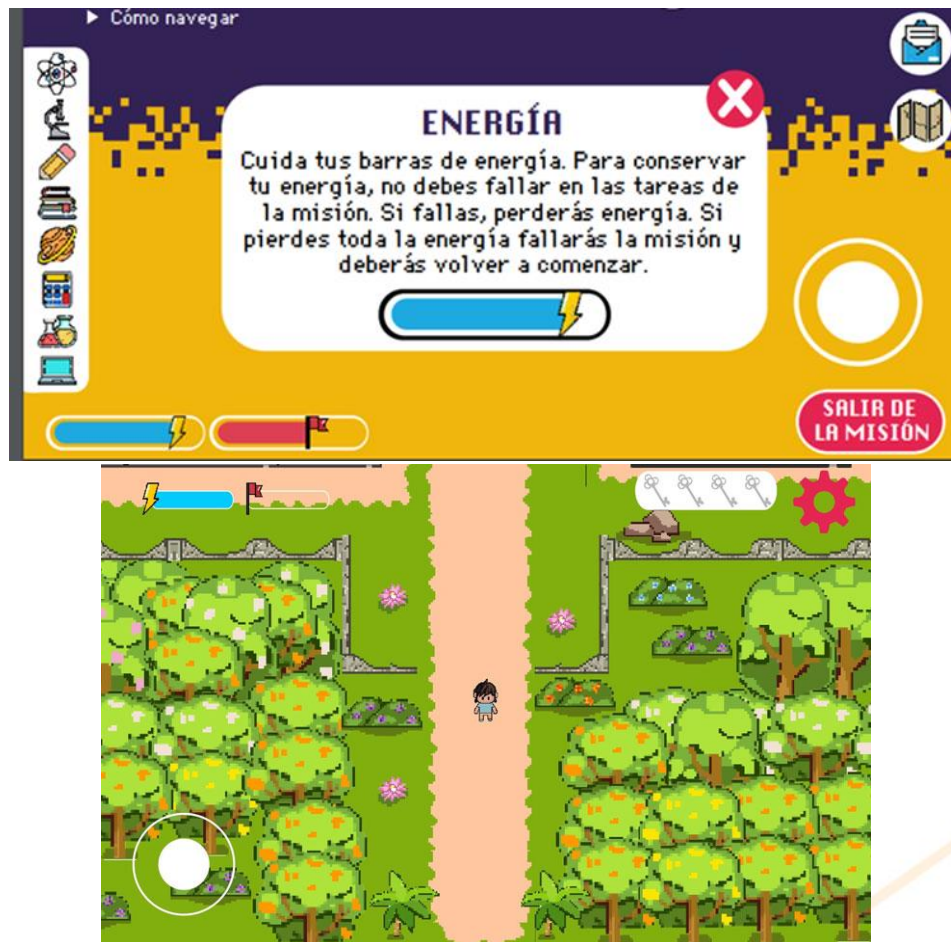 Cómo navegar
ENERGÍA
Cuida tus barras de energía. Para conservar
tu energía, no debes fallar en las tareas de
la misión. Si fallas, perderás energía. Si
pierdes toda la energía fallarás la misión y
deberás volver a comenzar.
SALIR DE
LA MISIÓN